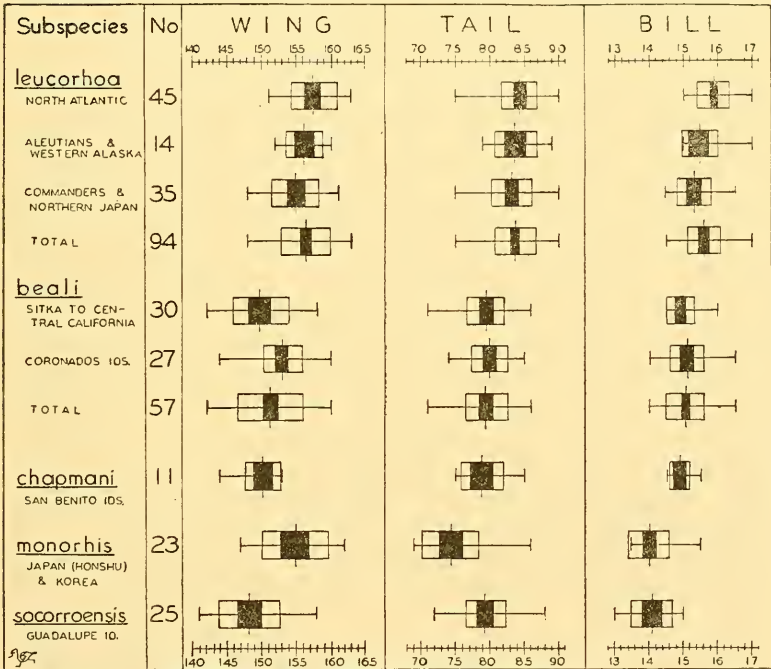 Subspecies No WING TAIL BILL
140 145 150 155 160 165 70 75 80 85 90 13 14 15 16 17
leucorhoa
NORTH ATLANTIC 45
ALEUTIANS &
WESTERN ALASKA 14
COMMANDERS &
NORTHERN JAPAN 35
TOTAL 94
beali
SITKA TO CEN-
TRAL CALIFORNIA 30
CORONADOS IDS. 27
TOTAL 57
chapmani 11
SAN BENITO IDS.
monorhis 23
JAPAN (HONSHU)
& KOREA
socorroensis 25
GUADALUPE ID.
140 145 150 155 160 165 70 75 80 85 90 13 14 15 16 17